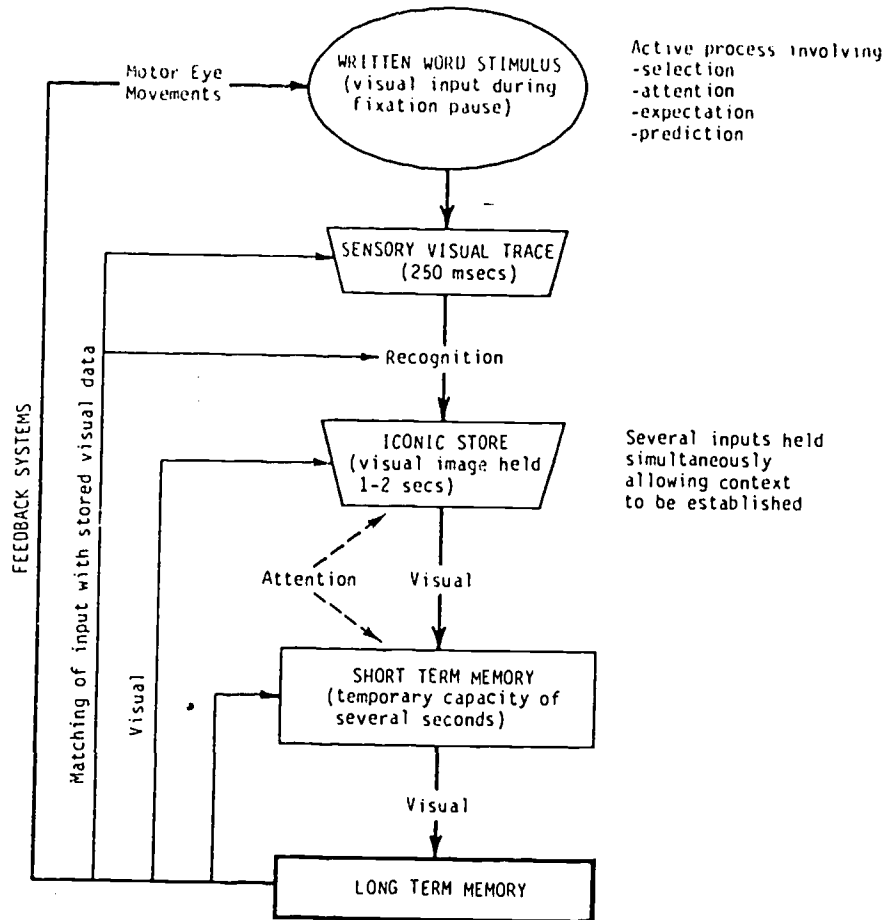 WRITTEN WORD STIMULUS
(visual input during
fixation pause)
Active process involving
-selection
-attention
-expectation
-prediction
Motor Eye
Movements
SENSORY VISUAL TRACE
(250 msecs)
Recognition
ICONIC STORE
(visual image held
1-2 secs)
Several inputs held
simultaneously
allowing context
to be established
Attention
Visual
SHORT TERM MEMORY
(temporary capacity of
several seconds)
Visual
LONG TERM MEMORY
FEEDBACK SYSTEMS
Matching of input with stored visual data
Visual